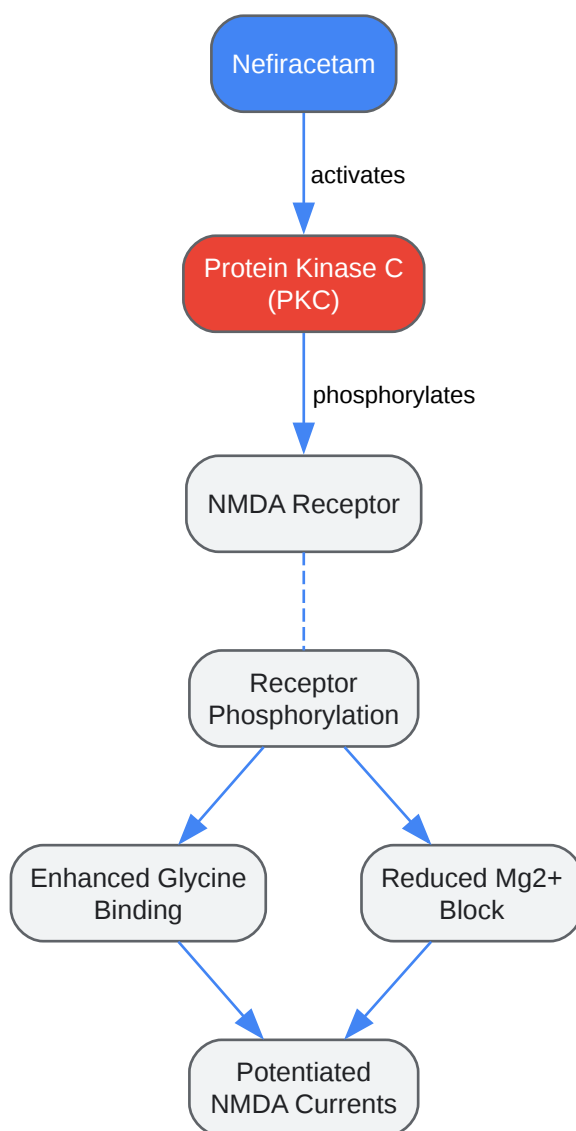 Nefiracetam
activates
Protein Kinase C
(PKC)
phosphorylates
NMDA Receptor
Receptor
Phosphorylation
Enhanced Glycine
Binding
Reduced Mg2+
Block
Potentiated
NMDA Currents